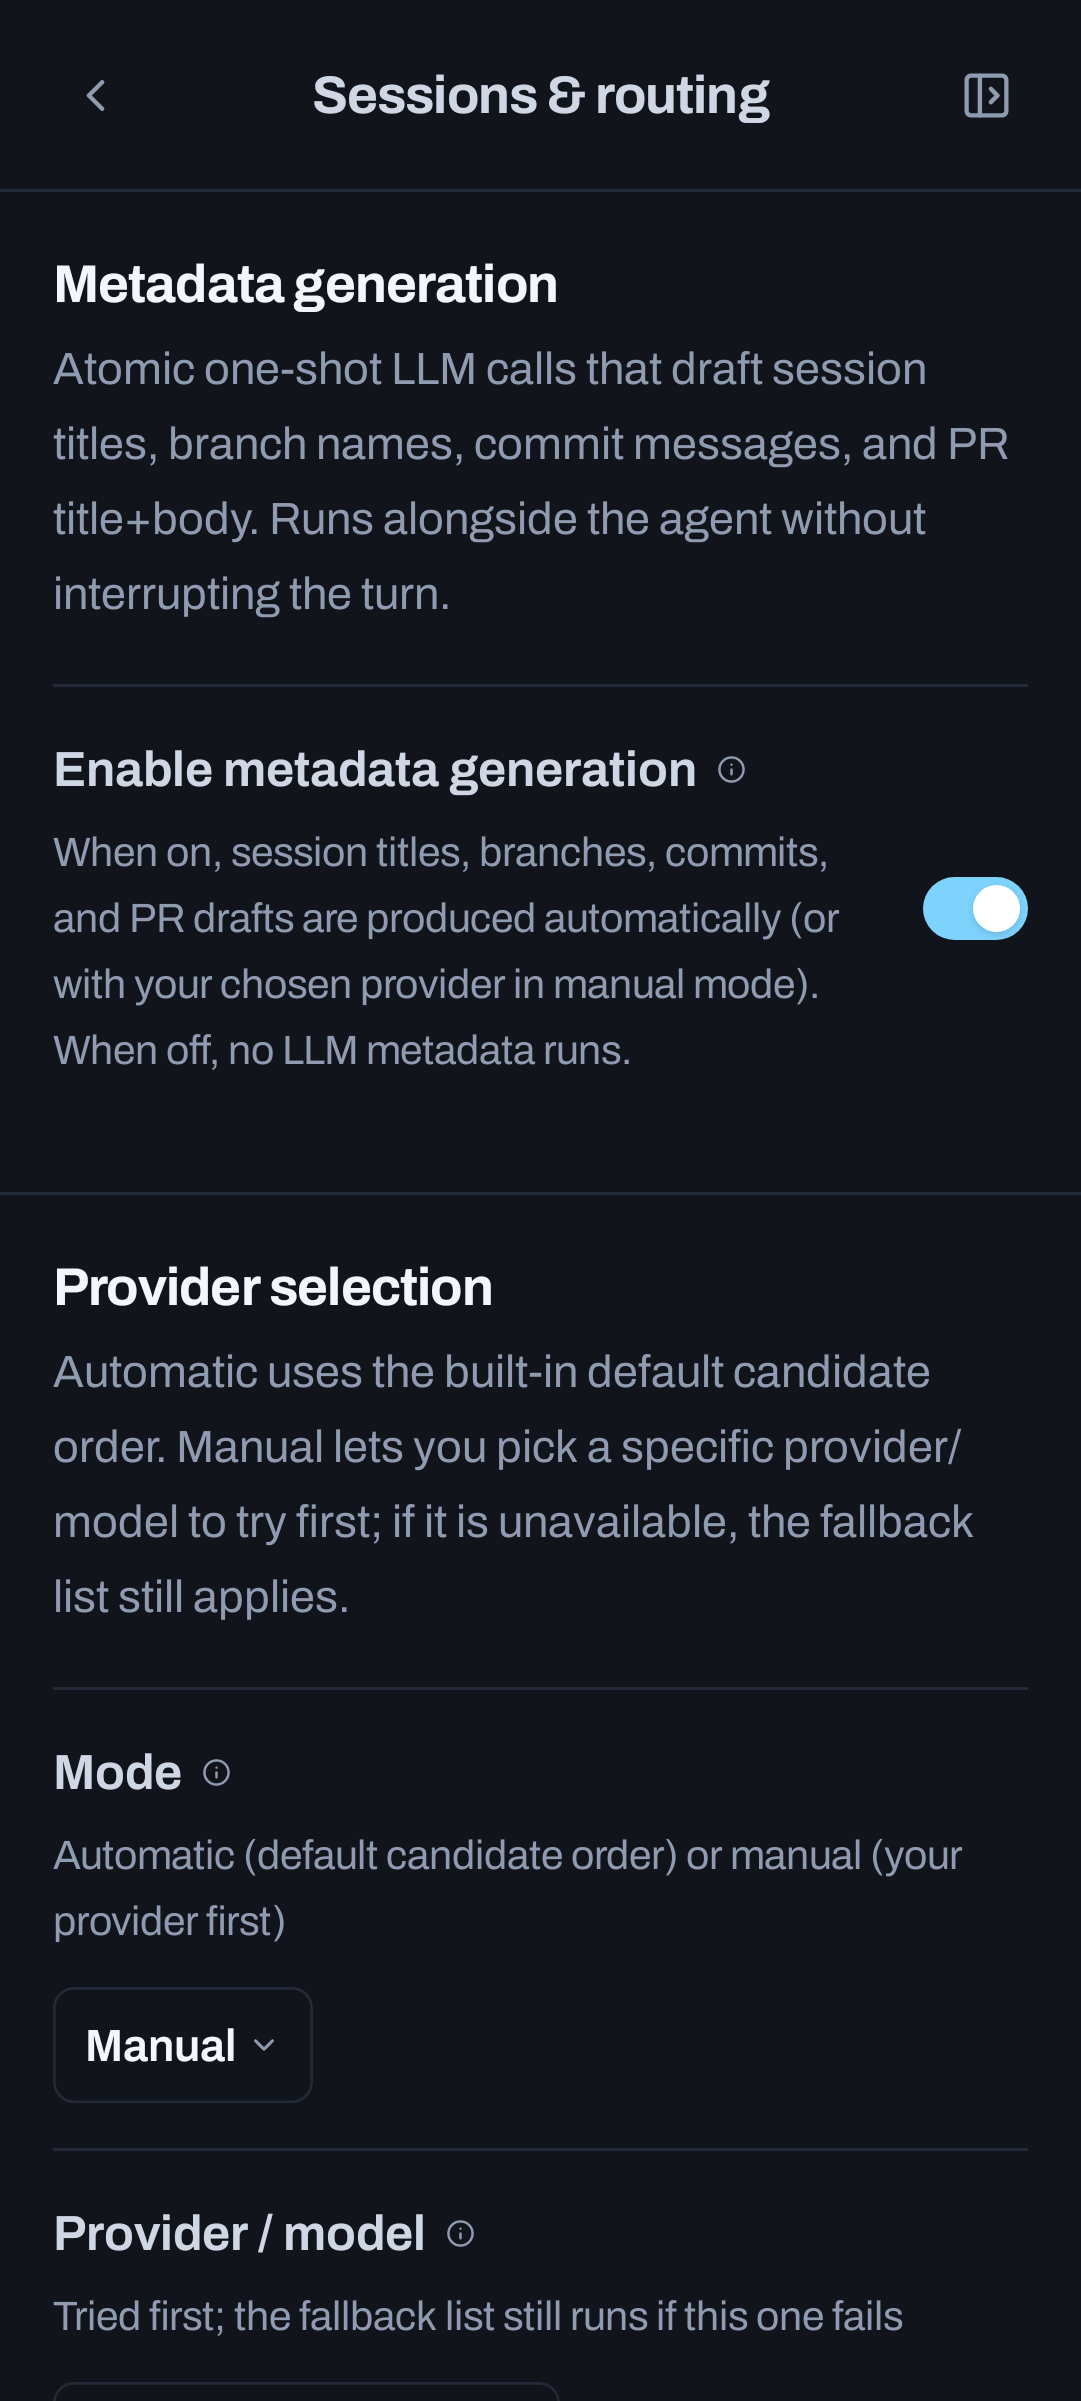 Sessions & routing
Metadata generation
Atomic one-shot LLM calls that draft session
titles, branch names, commit messages, and PR
title+body. Runs alongside the agent without
interrupting the turn.
Enable metadata generation
When on, session titles, branches, commits,
and PR drafts are produced automatically (or
with your chosen provider in manual mode).
When off, no LLM metadata runs.
Provider selection
Automatic uses the built-in default candidate
order. Manual lets you pick a specific provider/
model to try first; if it is unavailable, the fallback
list still applies.
Mode
Automatic (default candidate order) or manual (your
provider first)
Manual
Provider / model
Tried first; the fallback list still runs if this one fails